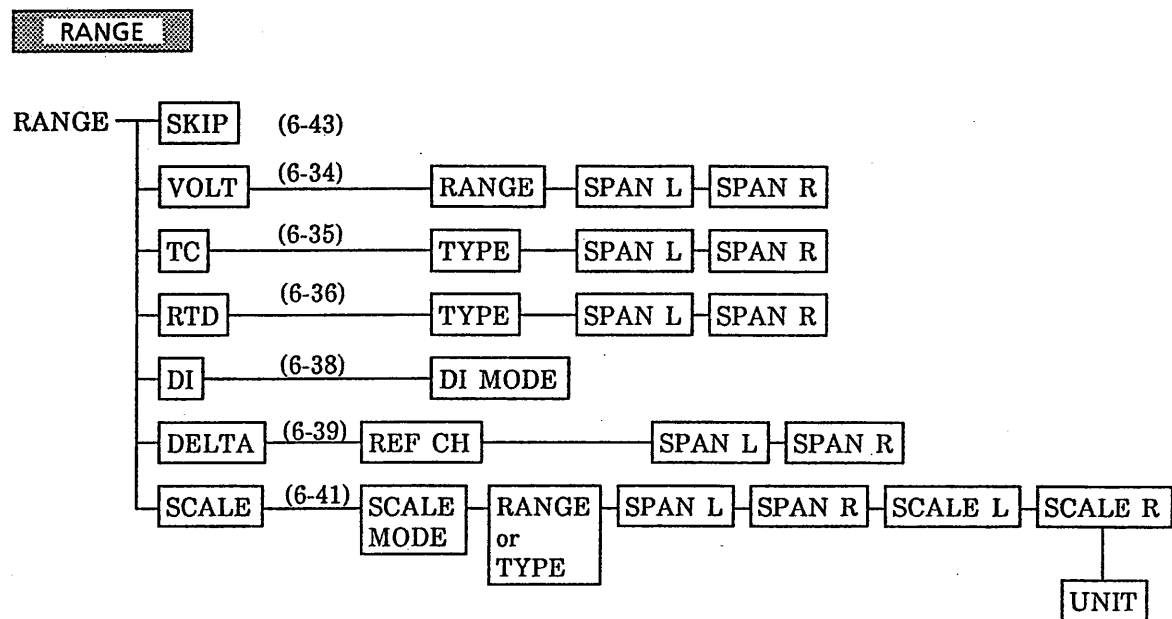 RANGE
RANGE SKIP (6-43)
VOLT (6-34) RANGE SPAN L SPAN R
TC (6-35) TYPE SPAN L SPAN R
RTD (6-36) TYPE SPAN L SPAN R
DI (6-38) DI MODE
DELTA (6-39) REF CH SPAN L SPAN R
SCALE (6-41) SCALE MODE RANGE or TYPE SPAN L SPAN R SCALE L SCALE R
UNIT